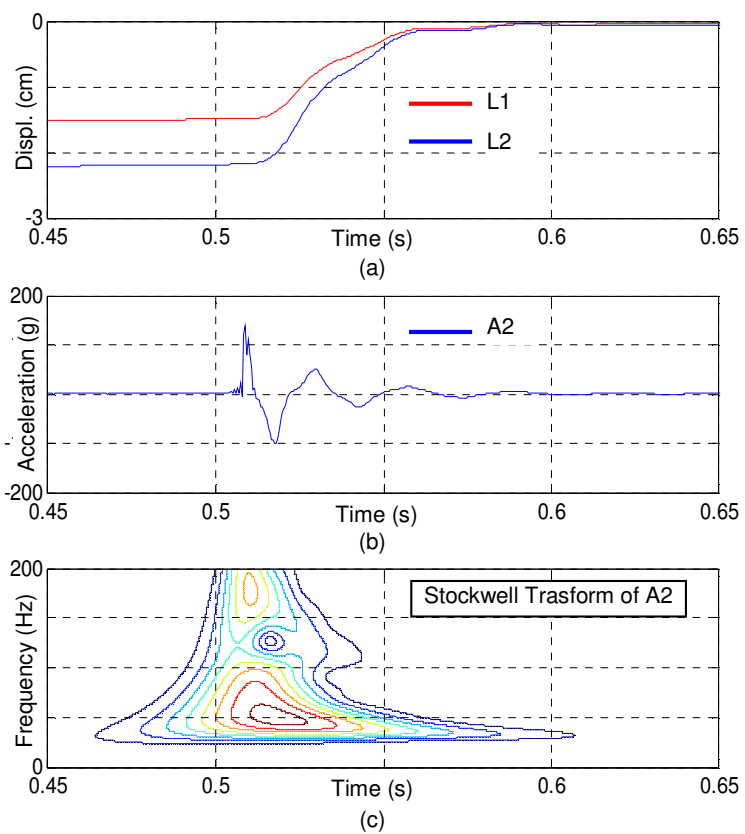 0
L1
L2
Displ. (cm)
-3
0.45 0.5 0.6 0.65
Time (s)
(a)
200
A2
Acceleration (g)
-200
0.45 0.5 0.6 0.65
Time (s)
(b)
200
Stockwell Trasform of A2
Frequency (Hz)
0
0.45 0.5 0.6 0.65
Time (s)
(c)